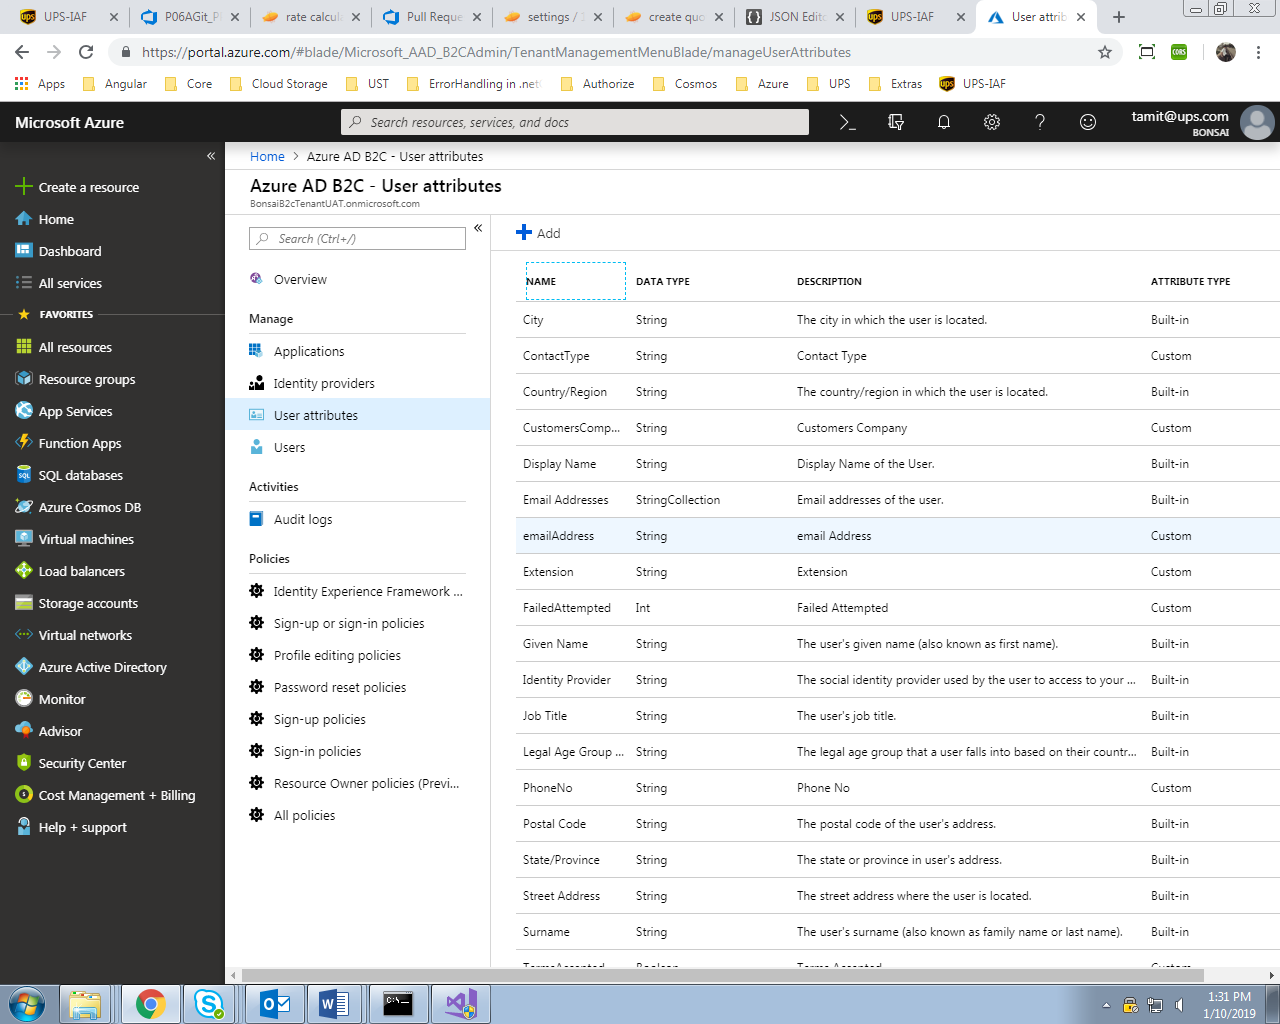 UPS-IAF
P06AGit_P
rate calcul
Pull Reque
settings /
create quo
JSON Edit
UPS-IAF
User attrib
https://portal.azure.com/#blade/Microsoft_AAD_B2CAdmin/TenantManagementMenuBlade/manageUserAttributes
Apps Angular Core Cloud Storage UST ErrorHandling in .net Authorize Cosmos Azure UPS Extras UPS-IAF
Microsoft Azure
Search resources, services, and docs
tamit@ups.com
BONSAI
Create a resource
Home
Dashboard
All services
FAVORITES
All resources
Resource groups
App Services
Function Apps
SQL databases
Azure Cosmos DB
Virtual machines
Load balancers
Storage accounts
Virtual networks
Azure Active Directory
Monitor
Advisor
Security Center
Cost Management + Billing
Help + support
Home > Azure AD B2C - User attributes
Azure AD B2C - User attributes
BonsaiB2cTenantUAT.onmicrosoft.com
Search (Ctrl+/)
Overview
Manage
Applications
Identity providers
User attributes
Users
Activities
Audit logs
Policies
Identity Experience Framework ...
Sign-up or sign-in policies
Profile editing policies
Password reset policies
Sign-up policies
Sign-in policies
Resource Owner policies (Previ...
All policies
Add
NAME DATA TYPE DESCRIPTION ATTRIBUTE TYPE
City String The city in which the user is located. Built-in
ContactType String Contact Type Custom
Country/Region String The country/region in which the user is located. Built-in
CustomersComp... String Customers Company Custom
Display Name String Display Name of the User. Built-in
Email Addresses StringCollection Email addresses of the user. Built-in
emailAddress String email Address Custom
Extension String Extension Custom
FailedAttempted Int Failed Attempted Custom
Given Name String The user's given name (also known as first name). Built-in
Identity Provider String The social identity provider used by the user to access to your ... Built-in
Job Title String The user's job title. Built-in
Legal Age Group ... String The legal age group that a user falls into based on their countr... Built-in
PhoneNo String Phone No Custom
Postal Code String The postal code of the user's address. Built-in
State/Province String The state or province in user's address. Built-in
Street Address String The street address where the user is located. Built-in
Surname String The user's surname (also known as family name or last name). Built-in
TermsAccepted Boolean Terms Accepted Custom
1:31 PM
1/10/2019